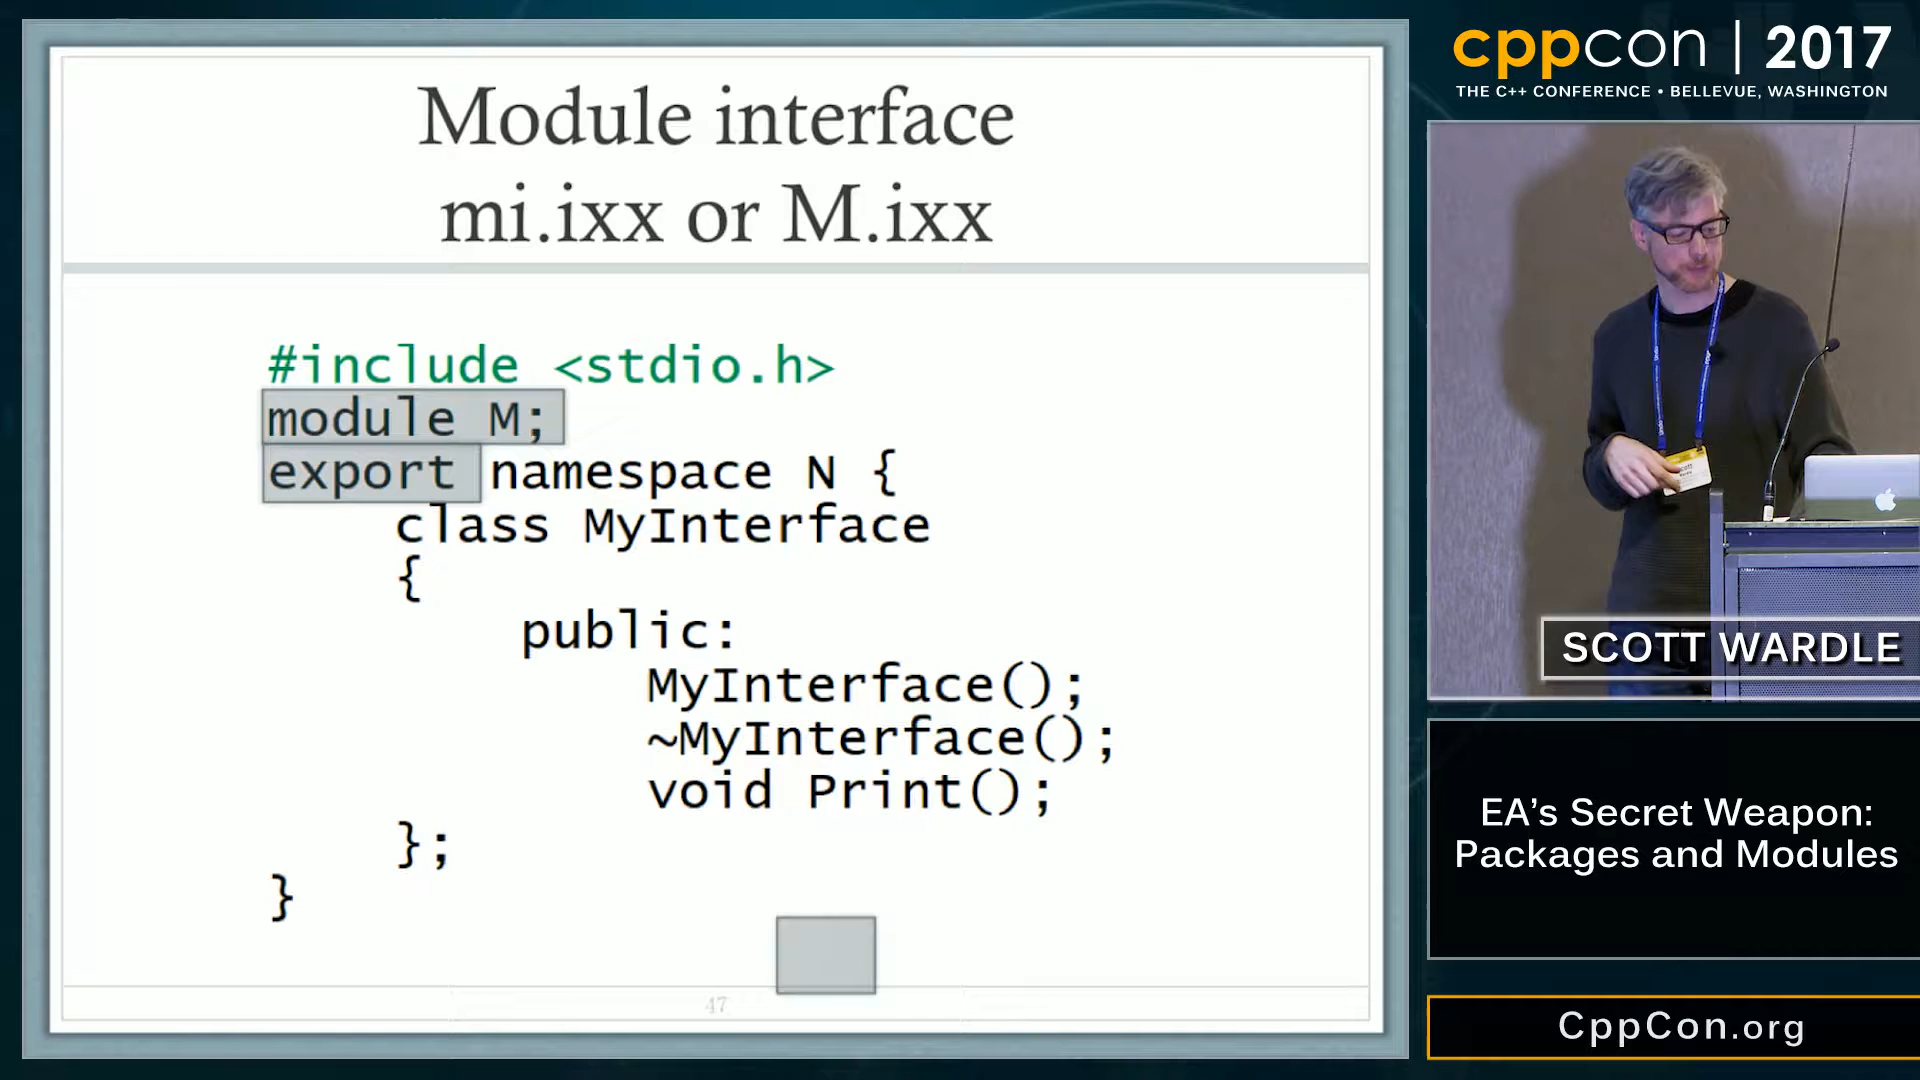 Module interface
mi.ixx or M.ixx
#include <stdio.h>
module M;
export namespace N {
class MyInterface
{
public:
MyInterface();
~MyInterface();
void Print();
};
}
47
cppcon | 2017
THE C++ CONFERENCE • BELLEVUE, WASHINGTON
SCOTT WARDLE
EA's Secret Weapon:
Packages and Modules
CppCon.org